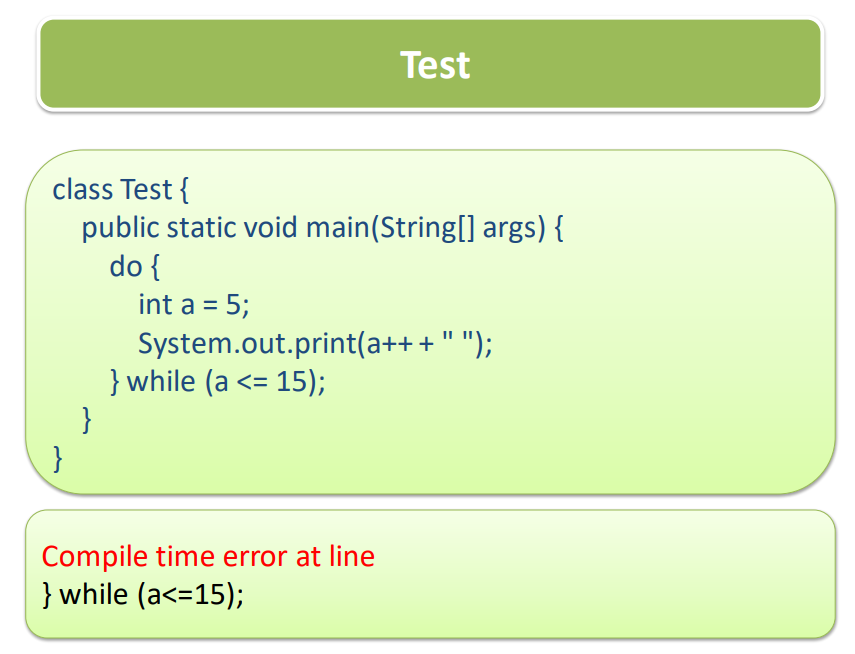 Test
class Test {
public static void main(String[] args) {
do {
int a = 5;
System.out.print(a++ + " ");
} while (a <= 15);
}
}
Compile time error at line
} while (a<=15);